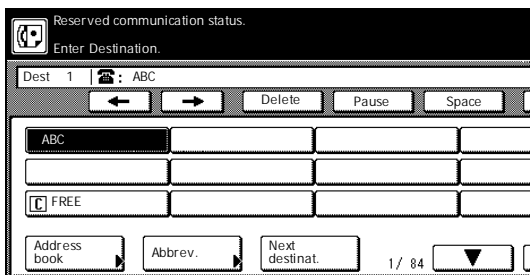 Reserved communication status.
Enter Destination.
Dest 1 ☎: ABC
Delete Pause Space
ABC
C FREE
Address book Abbrev. Next destinat. 1/ 84